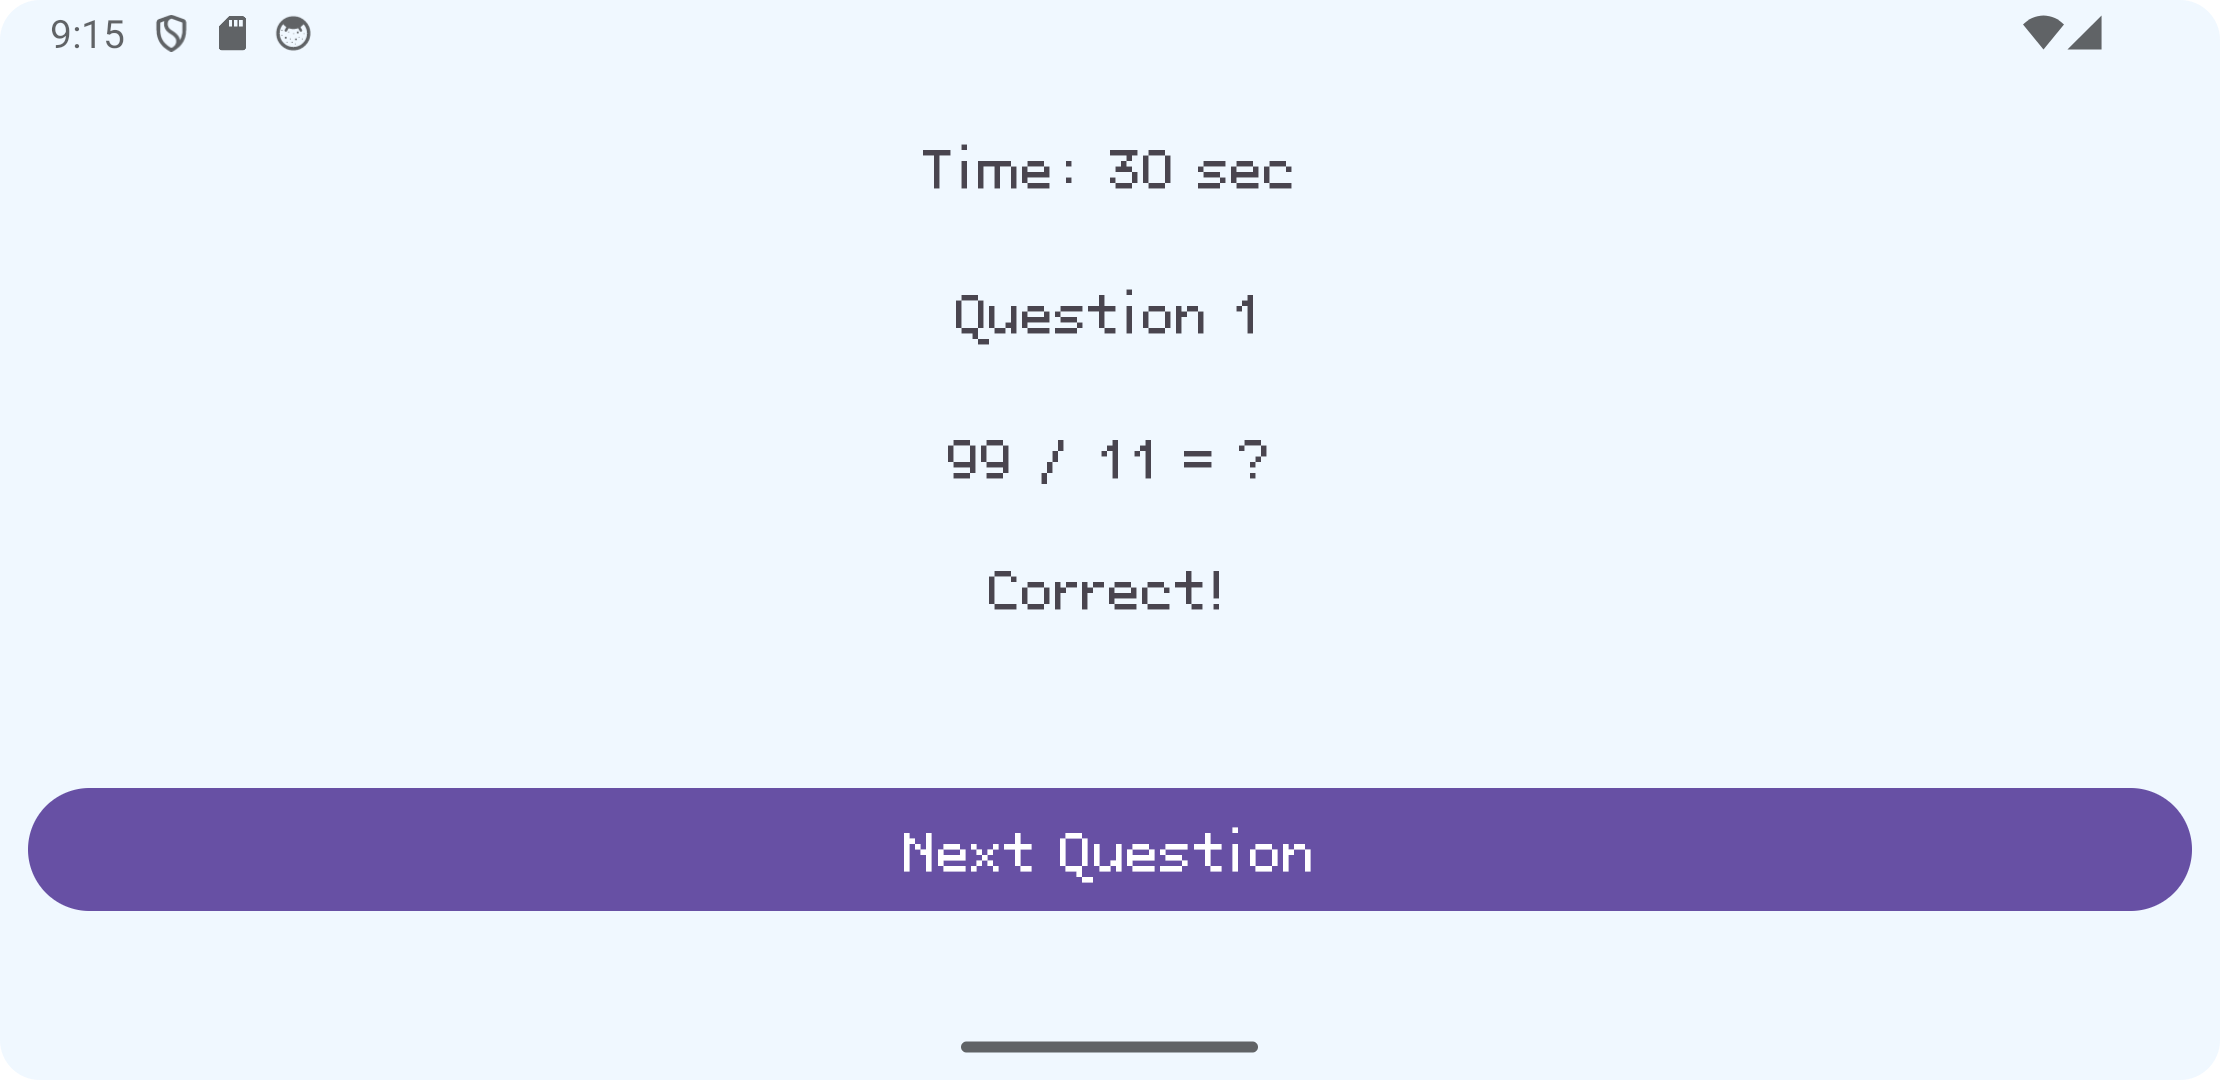 9:15
Time: 30 sec
Question 1
99 / 11 = ?
Correct!
Next Question